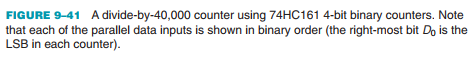 FIGURE 9–41 A divide-by-40,000 counter using 74HC161 4-bit binary counters. Note
that each of the parallel data inputs is shown in binary order (the right-most bit D₀ is the
LSB in each counter).